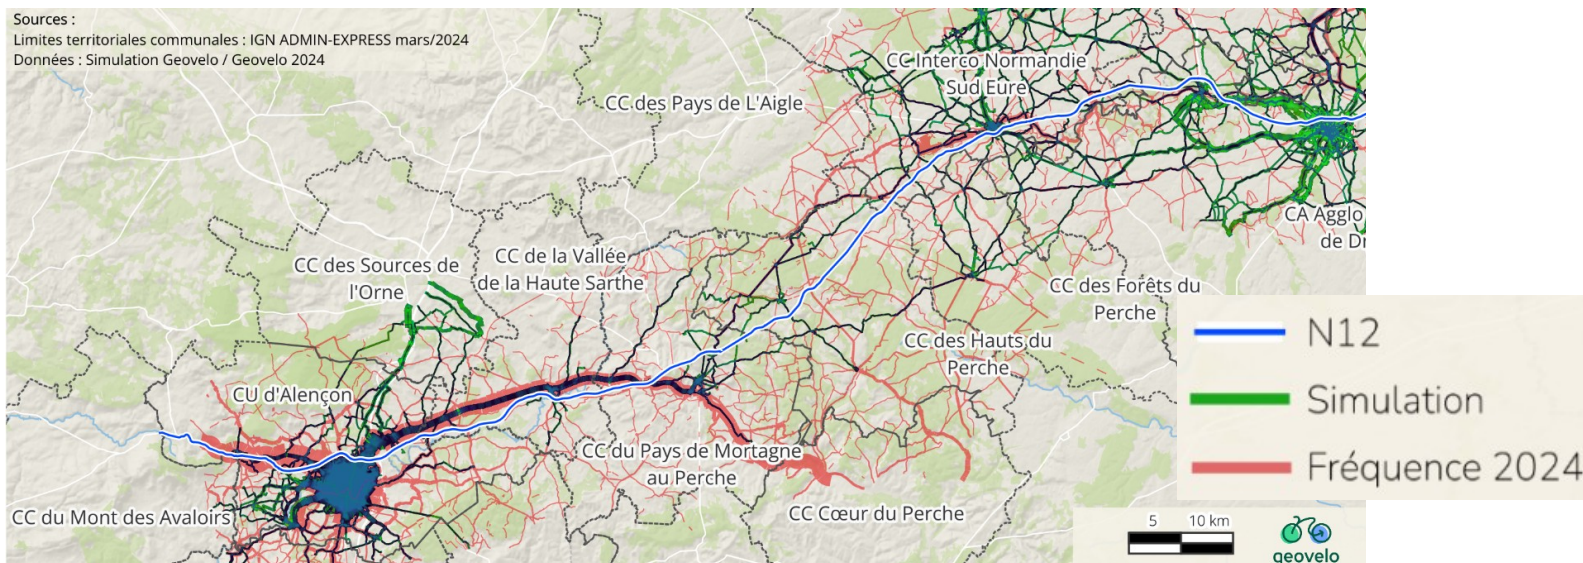 Sources :
Limites territoriales communales : IGN ADMIN-EXPRESS mars/2024
Données : Simulation Geovelo / Geovelo 2024
CC Interco Normandie
Sud Eure
CC des Pays de L'Aigle
CA Agglo
de Dr
CC de la Vallée
de la Haute Sarthe
CC des Sources de
l'Orne
CC des Forêts du
Perche
CC des Hauts du
Perche
CU d'Alençon
CC du Pays de Mortagne
au Perche
CC Cœur du Perche
CC du Mont des Avaloirs
N12
Simulation
Fréquence 2024
5 10 km
geovelo